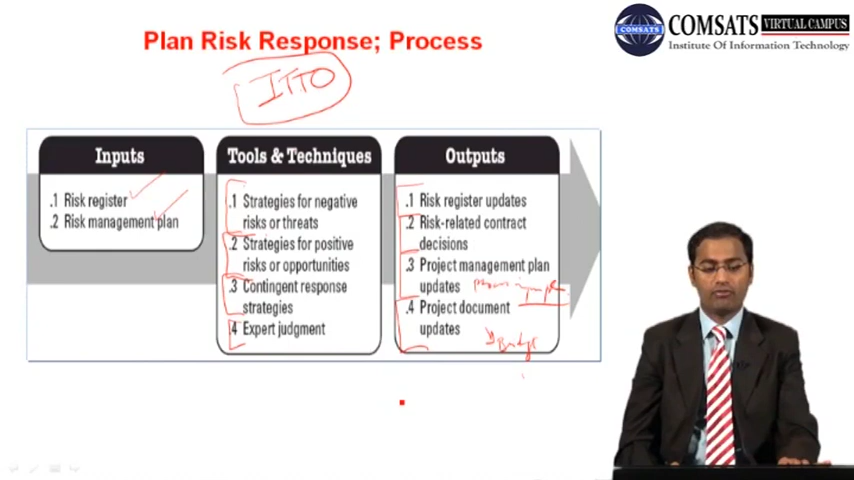 Plan Risk Response; Process
COMSATS
COMSATS VIRTUAL CAMPUS
Institute Of Information Technology
ITTO
Inputs
.1 Risk register
.2 Risk management plan
Tools & Techniques
.1 Strategies for negative
risks or threats
.2 Strategies for positive
risks or opportunities
.3 Contingent response
strategies
.4 Expert judgment
Outputs
.1 Risk register updates
.2 Risk-related contract
decisions
.3 Project management plan
updates
.4 Project document
updates
Budget